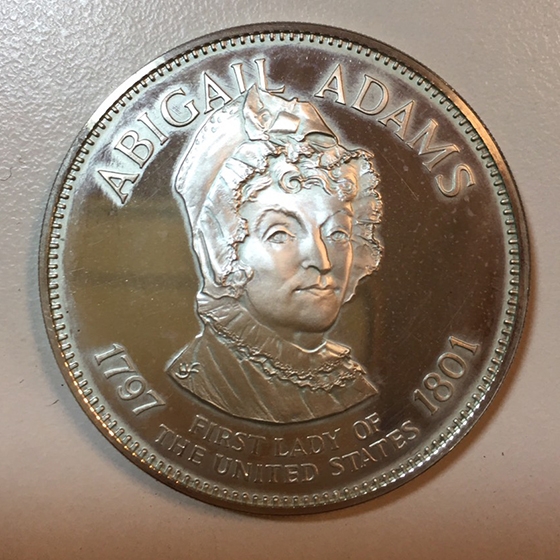 ABIGAIL ADAMS
1797
1801
FIRST LADY OF
THE UNITED STATES